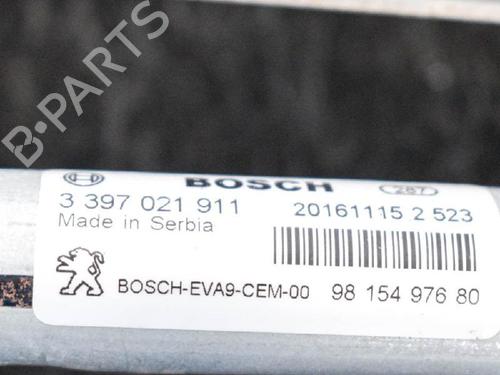 B-PARTS
BOSCH 287
3 397 021 911 20161115 2 523
Made in Serbia
BOSCH-EVA9-CEM-00 98 154 976 80